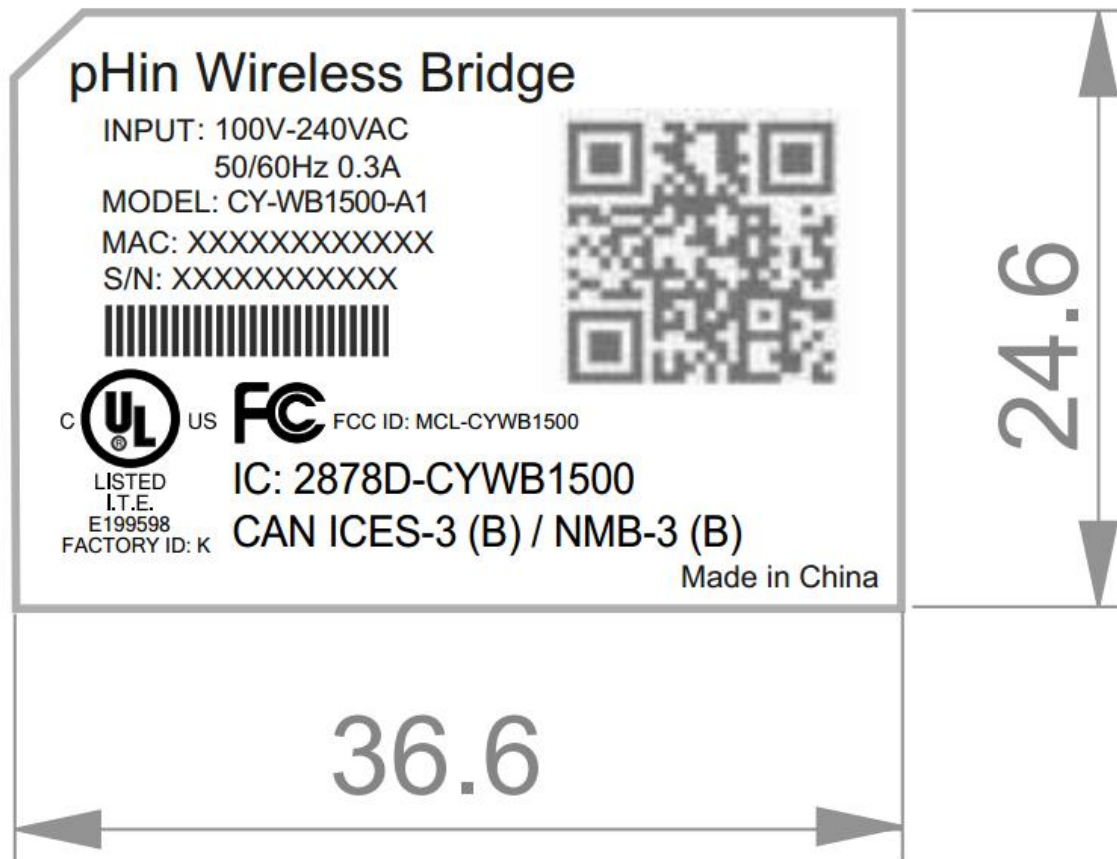 pHin Wireless Bridge
INPUT: 100V-240VAC
50/60Hz 0.3A
MODEL: CY-WB1500-A1
MAC: XXXXXXXXXXXX
S/N: XXXXXXXXXXX
C UL ® US FC FCC ID: MCL-CYWB1500
LISTED
I.T.E.
E199598
FACTORY ID: K
IC: 2878D-CYWB1500
CAN ICES-3 (B) / NMB-3 (B)
Made in China
24.6
36.6